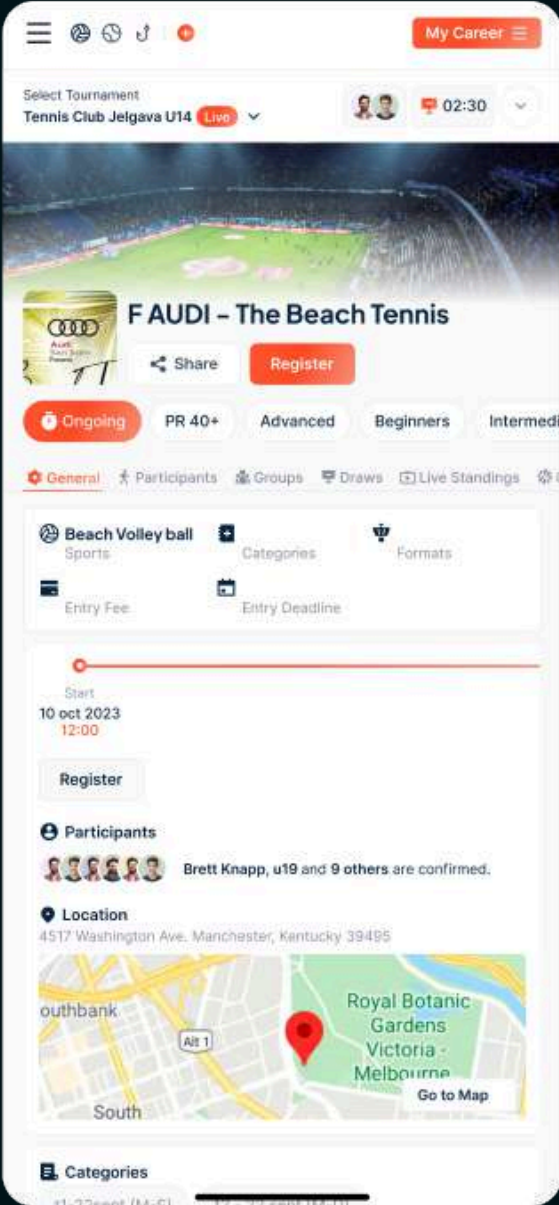 My Career
Select Tournament
Tennis Club Jelgava U14 Live
02:30
F AUDI – The Beach Tennis
Audi
Share Register
Ongoing PR 40+ Advanced Beginners Intermedi
General Participants Groups Draws Live Standings
Beach Volley ball
Sports Categories Formats
Entry Fee Entry Deadline
Start
10 oct 2023
12:00
Register
Participants
Brett Knapp, u19 and 9 others are confirmed.
Location
4517 Washington Ave. Manchester, Kentucky 39495
outhbank
Alt 1
Royal Botanic
Gardens
Victoria -
Melbourne
Go to Map
South
Categories